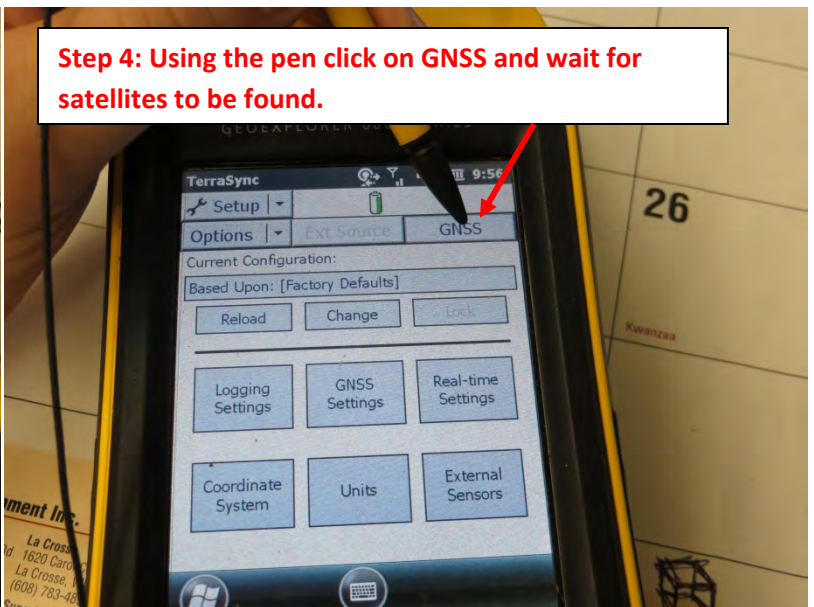 Step 4: Using the pen click on GNSS and wait for
satellites to be found.
TerraSync
9:56
Setup
Options
Ext Source
GNSS
Current Configuration:
Based Upon: [Factory Defaults]
Reload
Change
Lock
Logging
Settings
GNSS
Settings
Real-time
Settings
Coordinate
System
Units
External
Sensors
26
Kwanzaa
La Crosse
1620
La Crosse,
(608) 783-48